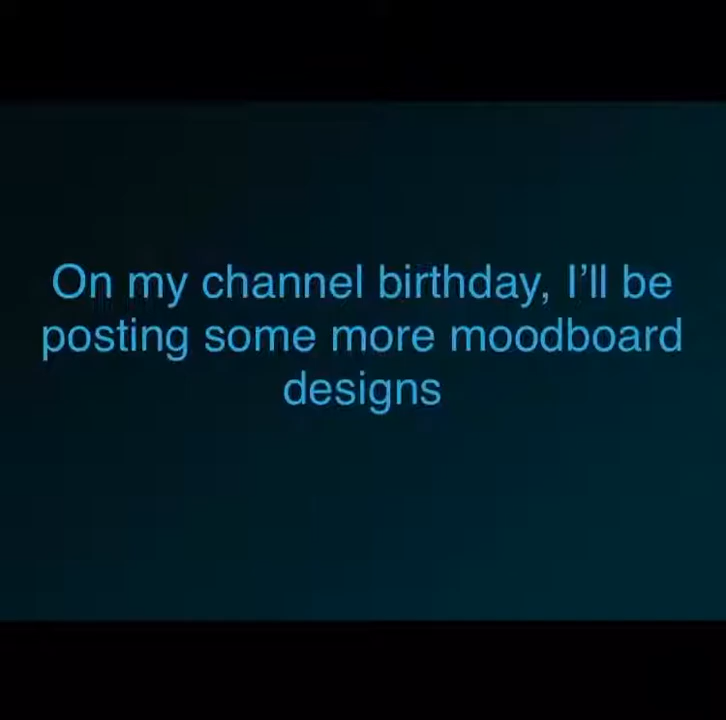 On my channel birthday, I’ll be
posting some more moodboard
designs